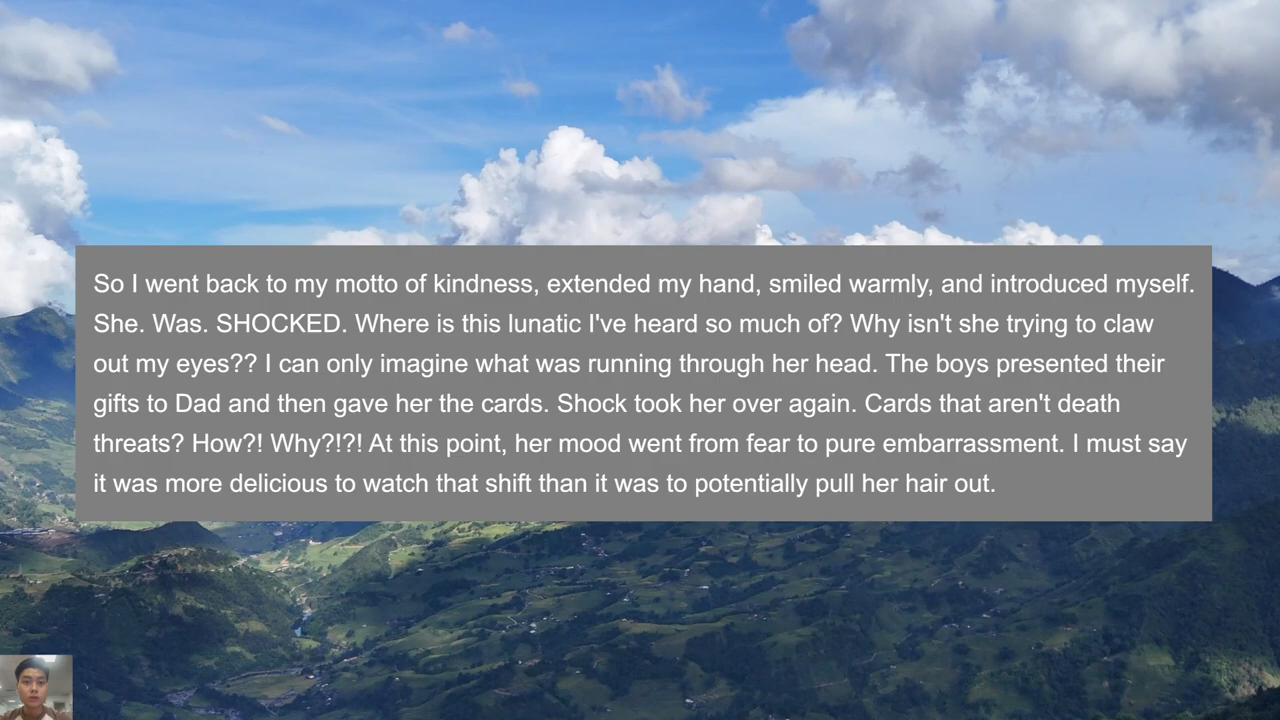 So I went back to my motto of kindness, extended my hand, smiled warmly, and introduced myself.
She. Was. SHOCKED. Where is this lunatic I've heard so much of? Why isn't she trying to claw
out my eyes?? I can only imagine what was running through her head. The boys presented their
gifts to Dad and then gave her the cards. Shock took her over again. Cards that aren't death
threats? How?! Why?!?! At this point, her mood went from fear to pure embarrassment. I must say
it was more delicious to watch that shift than it was to potentially pull her hair out.